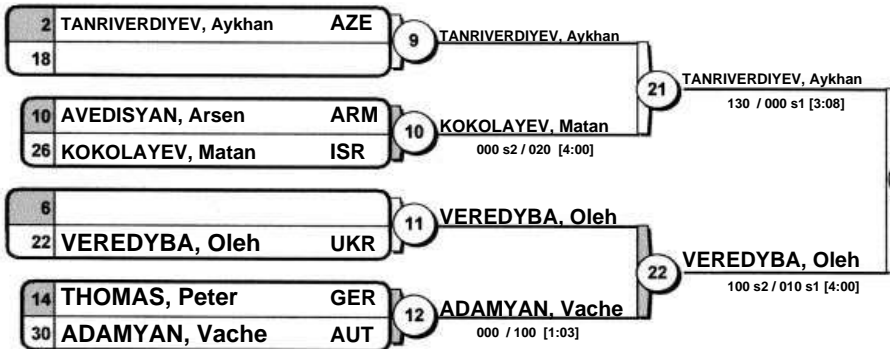 2 TANRIVERDIYEV, Aykhan AZE
18
9
TANRIVERDIYEV, Aykhan
10 AVEDISYAN, Arsen ARM
26 KOKOLAYEV, Matan ISR
10
KOKOLAYEV, Matan
000 s2 / 020 [4:00]
21
TANRIVERDIYEV, Aykhan
130 / 000 s1 [3:08]
6
22 VEREDYBA, Oleh UKR
11
VEREDYBA, Oleh
14 THOMAS, Peter GER
30 ADAMYAN, Vache AUT
12
ADAMYAN, Vache
000 / 100 [1:03]
22
VEREDYBA, Oleh
100 s2 / 010 s1 [4:00]